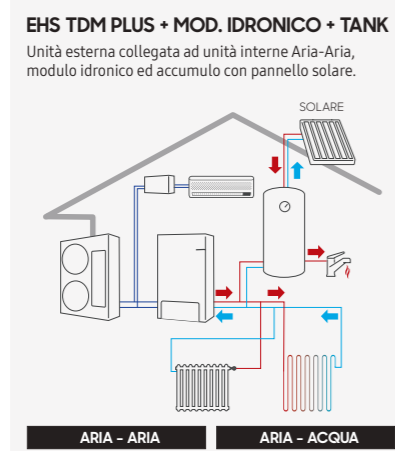 EHS TDM PLUS + MOD. IDRONICO + TANK
Unità esterna collegata ad unità interne Aria-Aria,
modulo idronico ed accumulo con pannello solare.
SOLARE
ARIA - ARIA
ARIA - ACQUA